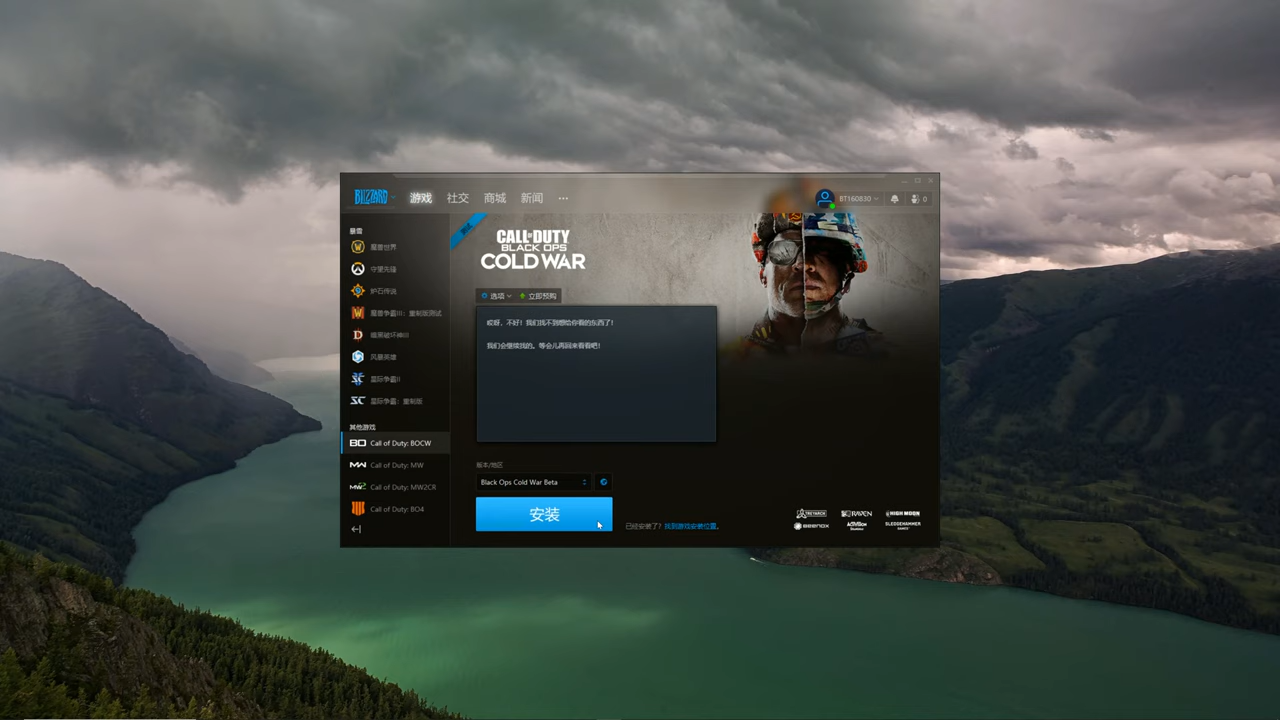 BLIZZARD
游戏
社交
商城
新闻
BT160830
0
暴雪
魔兽世界
守望先锋
炉石传说
魔兽争霸III：重制版测试
暗黑破坏神III
风暴英雄
星际争霸II
星际争霸：重制版
其他游戏
BO Call of Duty: BOCW
MW Call of Duty: MW
MW2 Call of Duty: MW2CR
Call of Duty: BO4
测试
CALL OF DUTY
BLACK OPS
COLD WAR
选项
立即预购
哎呀，不好！我们找不到想给你看的东西了！
我们会继续找的。等会儿再回来看看吧！
版本/地区
Black Ops Cold War Beta
安装
已经安装了？找到游戏安装位置。
TREYARCH RAVEN HIGH MOON
BEENOX ACTIVISION SLEDGEHAMMER
GAMES